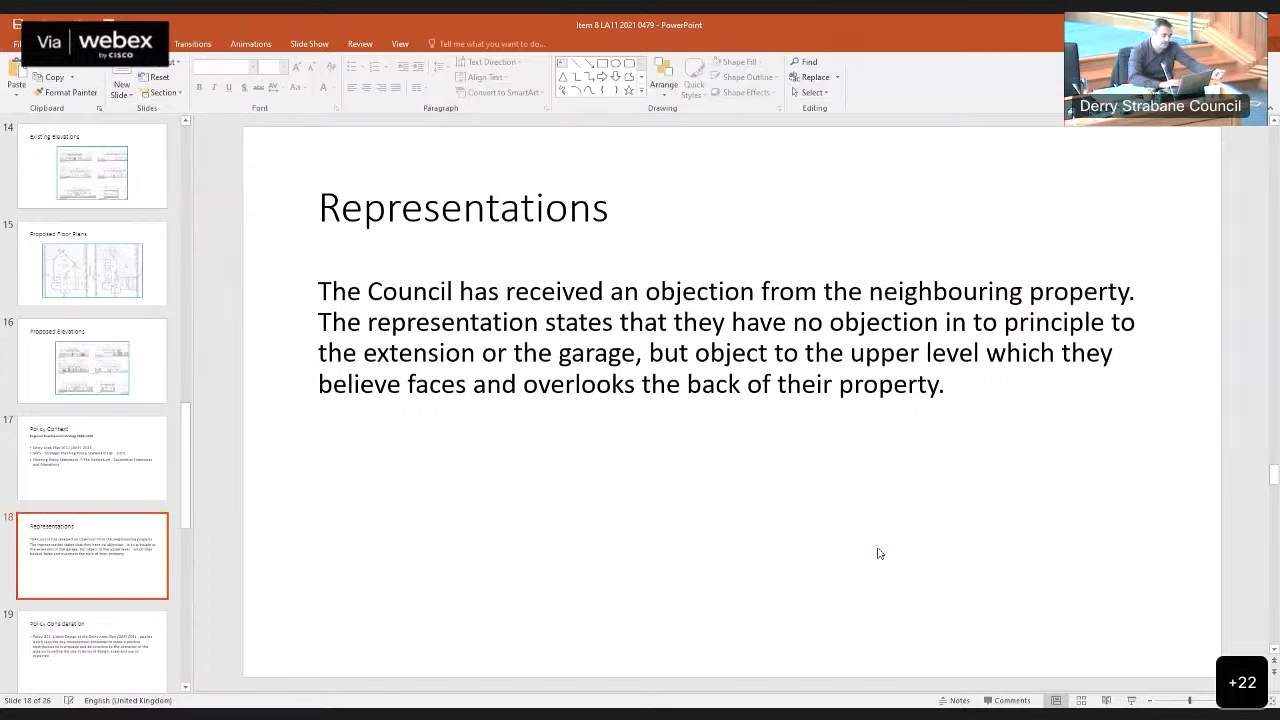 Item 8 LA11 2021 0479 - PowerPoint
Via webex
by CISCO
Transitions Animations Slide Show Review View Tell me what you want to do...
Paste
Copy
Format Painter
Clipboard
New
Slide
Section
Slides
Font
Text Direction
Align Text
Convert to SmartArt
Paragraph
Arrange
Quick
Styles
Shape Fill
Shape Outline
Shape Effects
Drawing
Find
Replace
Select
Editing
Derry Strabane Council
14
Existing Elevations
15
Proposed Floor Plans
16
Proposed Elevations
17
Policy Context
18
Representations
19
Policy Consideration
Representations
The Council has received an objection from the neighbouring property.
The representation states that they have no objection in to principle to
the extension or the garage, but object to the upper level which they
believe faces and overlooks the back of their property.
+22
Slide 18 of 26 English (United Kingdom) Notes Comments